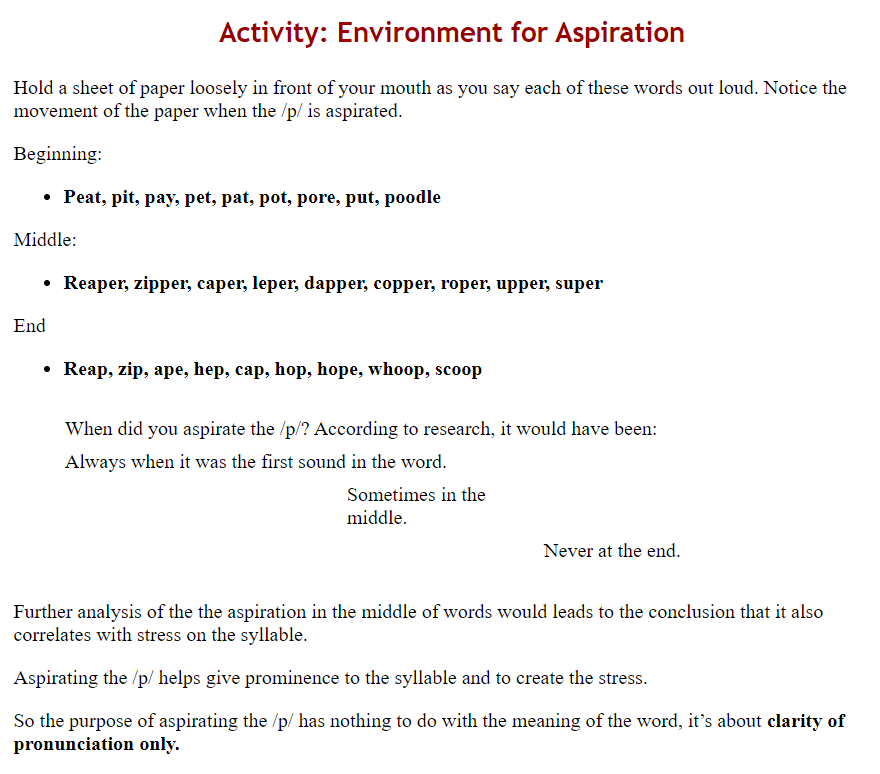 Activity: Environment for Aspiration
Hold a sheet of paper loosely in front of your mouth as you say each of these words out loud. Notice the
movement of the paper when the /p/ is aspirated.
Beginning:
• Peat, pit, pay, pet, pat, pot, pore, put, poodle
Middle:
• Reaper, zipper, caper, leper, dapper, copper, roper, upper, super
End
• Reap, zip, ape, hep, cap, hop, hope, whoop, scoop
When did you aspirate the /p/? According to research, it would have been:
Always when it was the first sound in the word.
Sometimes in the
middle.
Never at the end.
Further analysis of the the aspiration in the middle of words would leads to the conclusion that it also
correlates with stress on the syllable.
Aspirating the /p/ helps give prominence to the syllable and to create the stress.
So the purpose of aspirating the /p/ has nothing to do with the meaning of the word, it’s about clarity of
pronunciation only.